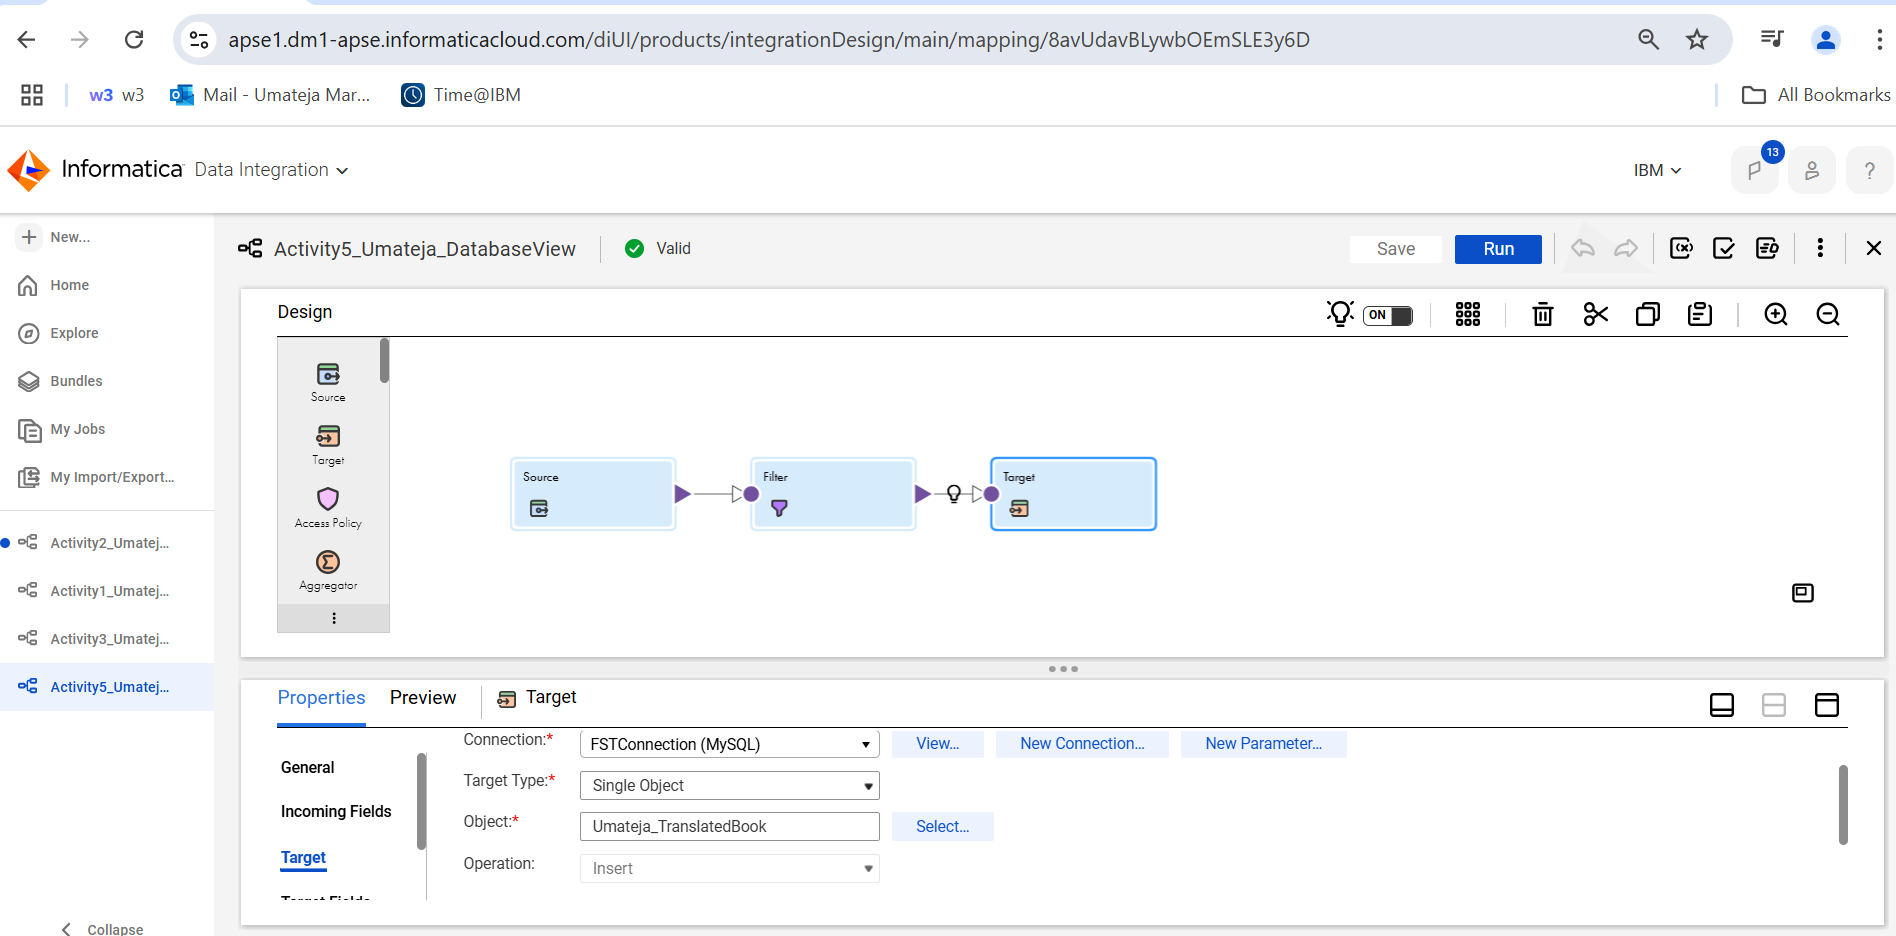 apse1.dm1-apse.informaticacloud.com/diUI/products/integrationDesign/main/mapping/8avUdavBLywbOEmSLE3y6D
w3 w3 Mail - Umateja Mar... Time@IBM All Bookmarks
Informatica Data Integration IBM 13 ?
New...
Home
Explore
Bundles
My Jobs
My Import/Export...
Activity2_Umatej...
Activity1_Umatej...
Activity3_Umatej...
Activity5_Umatej...
Collapse
Activity5_Umateja_DatabaseView Valid Save Run
Design ON
Source
Target
Access Policy
Aggregator
Source Filter Target
Properties Preview Target
General
Incoming Fields
Target
Target Fields
Connection:* FSTConnection (MySQL) View... New Connection... New Parameter...
Target Type:* Single Object
Object:* Umateja_TranslatedBook Select...
Operation: Insert